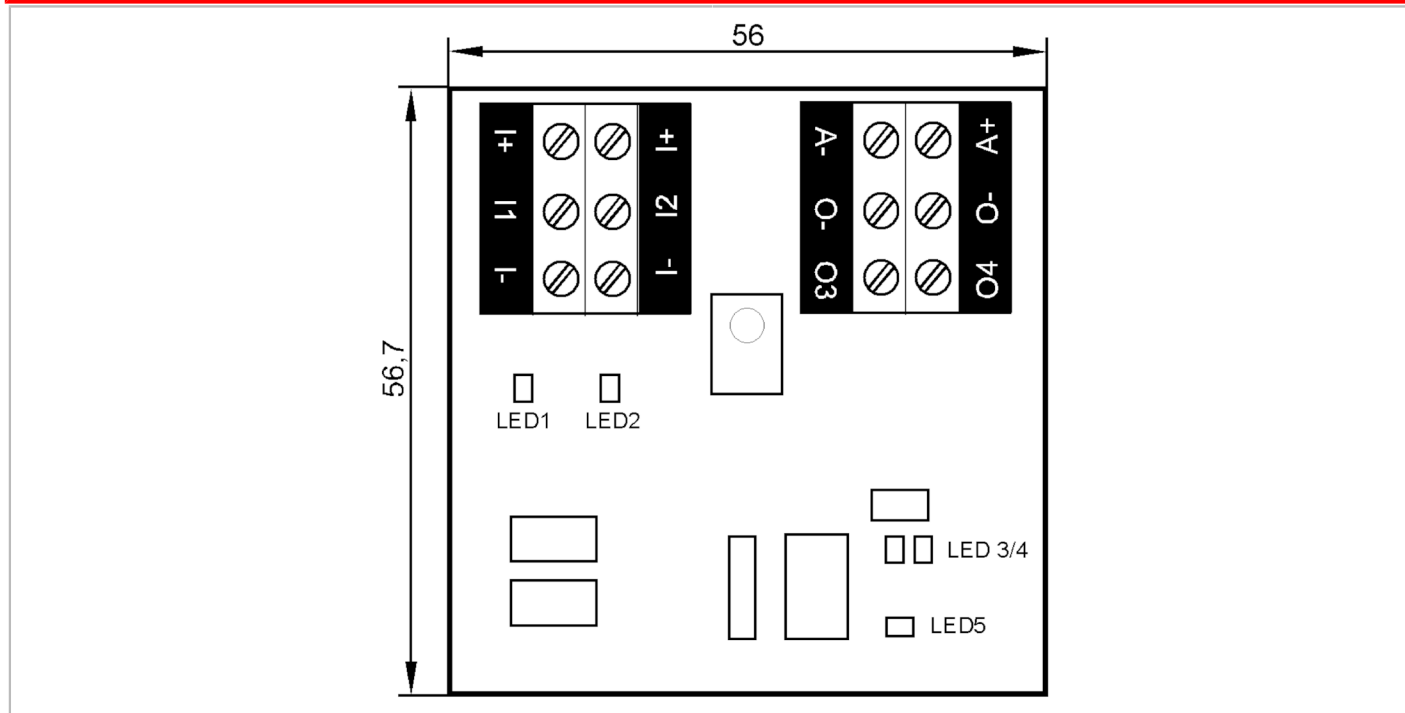 56
56,7
I+
I1
I-
I+
I2
I-
A-
O-
O3
A+
O-
O4
LED1
LED2
LED 3/4
LED5